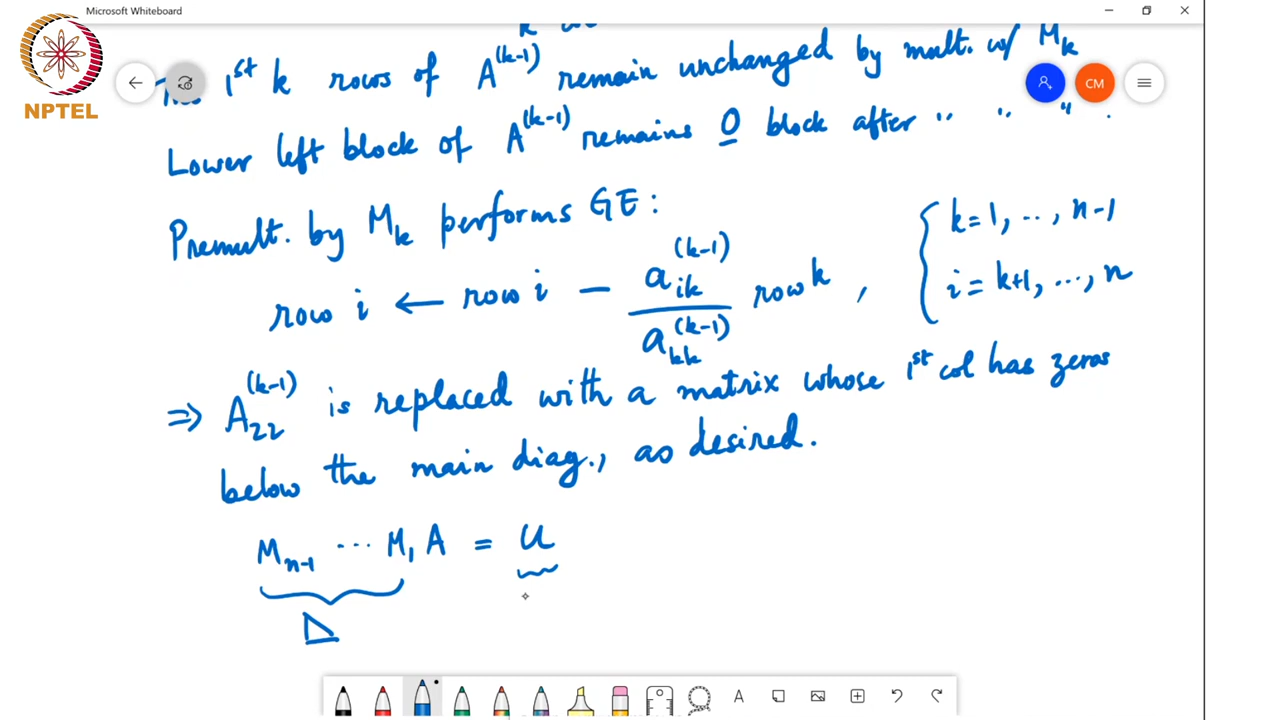 Microsoft Whiteboard
NPTEL
CM
k
1st k rows of A^(k-1) remain unchanged by mult. w/ M_k
Lower left block of A^(k-1) remains 0 block after " " " .
Premult. by M_k performs GE :
row i ← row i − a_ik^(k-1) / a_kk^(k-1) row k , { k=1, ..., n-1
i = k+1, ..., n
⇒ A_22^(k-1) is replaced with a matrix whose 1st col has zeros
below the main diag., as desired.
M_n-1 ... M_1 A = U
A